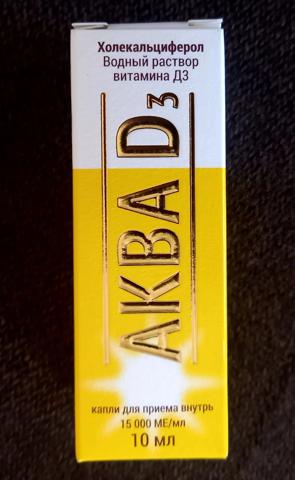 Холекальциферол
Водный раствор
витамина Д3
АКВА D3
капли для приема внутрь
15 000 МЕ/мл
10 мл